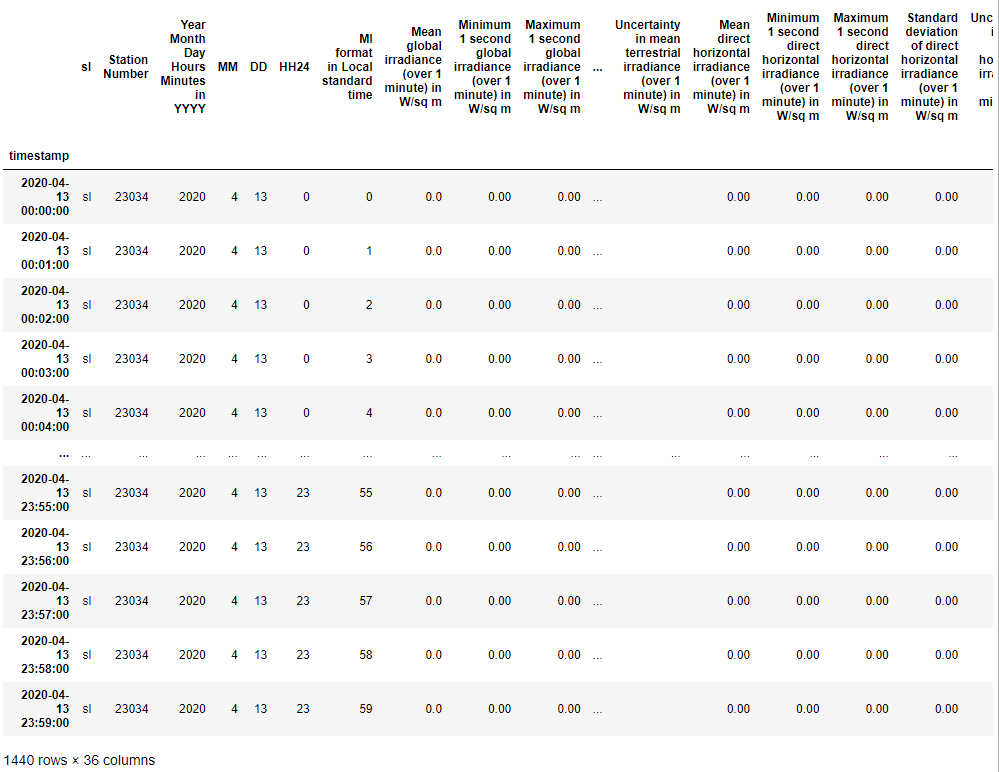 sl
Station
Number
Year
Month
Day
Hours
Minutes
in
YYYY
MM
DD
HH24
MI
format
in Local
standard
time
Mean
global
irradiance
(over 1
minute) in
W/sq m
Minimum
1 second
global
irradiance
(over 1
minute) in
W/sq m
Maximum
1 second
global
irradiance
(over 1
minute) in
W/sq m
...
Uncertainty
in mean
terrestrial
irradiance
(over 1
minute) in
W/sq m
Mean
direct
horizontal
irradiance
(over 1
minute) in
W/sq m
Minimum
1 second
direct
horizontal
irradiance
(over 1
minute) in
W/sq m
Maximum
1 second
direct
horizontal
irradiance
(over 1
minute) in
W/sq m
Standard
deviation
of direct
horizontal
irradiance
(over 1
minute) in
W/sq m
timestamp
2020-04-
13 sl 23034 2020 4 13 0 0 0.0 0.00 0.00 ... 0.00 0.00 0.00 0.00
00:00:00
2020-04-
13 sl 23034 2020 4 13 0 1 0.0 0.00 0.00 ... 0.00 0.00 0.00 0.00
00:01:00
2020-04-
13 sl 23034 2020 4 13 0 2 0.0 0.00 0.00 ... 0.00 0.00 0.00 0.00
00:02:00
2020-04-
13 sl 23034 2020 4 13 0 3 0.0 0.00 0.00 ... 0.00 0.00 0.00 0.00
00:03:00
2020-04-
13 sl 23034 2020 4 13 0 4 0.0 0.00 0.00 ... 0.00 0.00 0.00 0.00
00:04:00
... ... ... ... ... ... ... ... ... ... ... ... ... ... ... ... ...
2020-04-
13 sl 23034 2020 4 13 23 55 0.0 0.00 0.00 ... 0.00 0.00 0.00 0.00
23:55:00
2020-04-
13 sl 23034 2020 4 13 23 56 0.0 0.00 0.00 ... 0.00 0.00 0.00 0.00
23:56:00
2020-04-
13 sl 23034 2020 4 13 23 57 0.0 0.00 0.00 ... 0.00 0.00 0.00 0.00
23:57:00
2020-04-
13 sl 23034 2020 4 13 23 58 0.0 0.00 0.00 ... 0.00 0.00 0.00 0.00
23:58:00
2020-04-
13 sl 23034 2020 4 13 23 59 0.0 0.00 0.00 ... 0.00 0.00 0.00 0.00
23:59:00
1440 rows × 36 columns